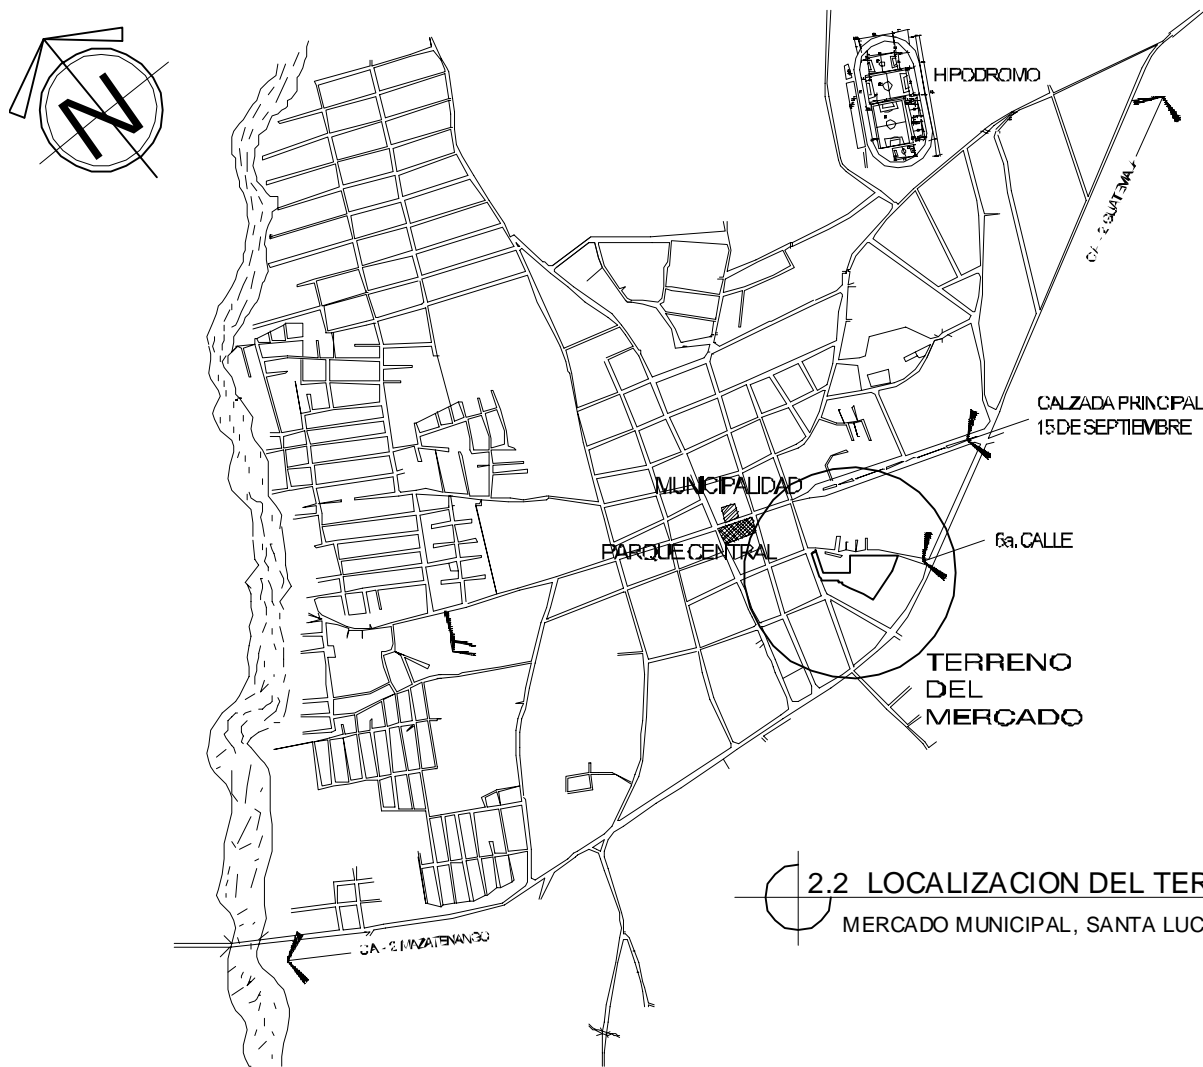 N
HIPODROMO
CA - 2 GUATEMALA
CALZADA PRINCIPAL
15 DE SEPTIEMBRE
MUNICIPALIDAD
PARQUE CENTRAL
6a. CALLE
TERRENO
DEL
MERCADO
2.2 LOCALIZACION DEL TER
MERCADO MUNICIPAL, SANTA LUC
CA - 2 MAZATENANGO